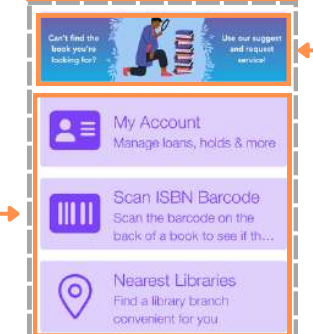 Can't find the
book you're
looking for?
Use our suggest
and request
service!
My Account
Manage loans, holds & more
Scan ISBN Barcode
Scan the barcode on the
back of a book to see if th...
Nearest Libraries
Find a library branch
convenient for you